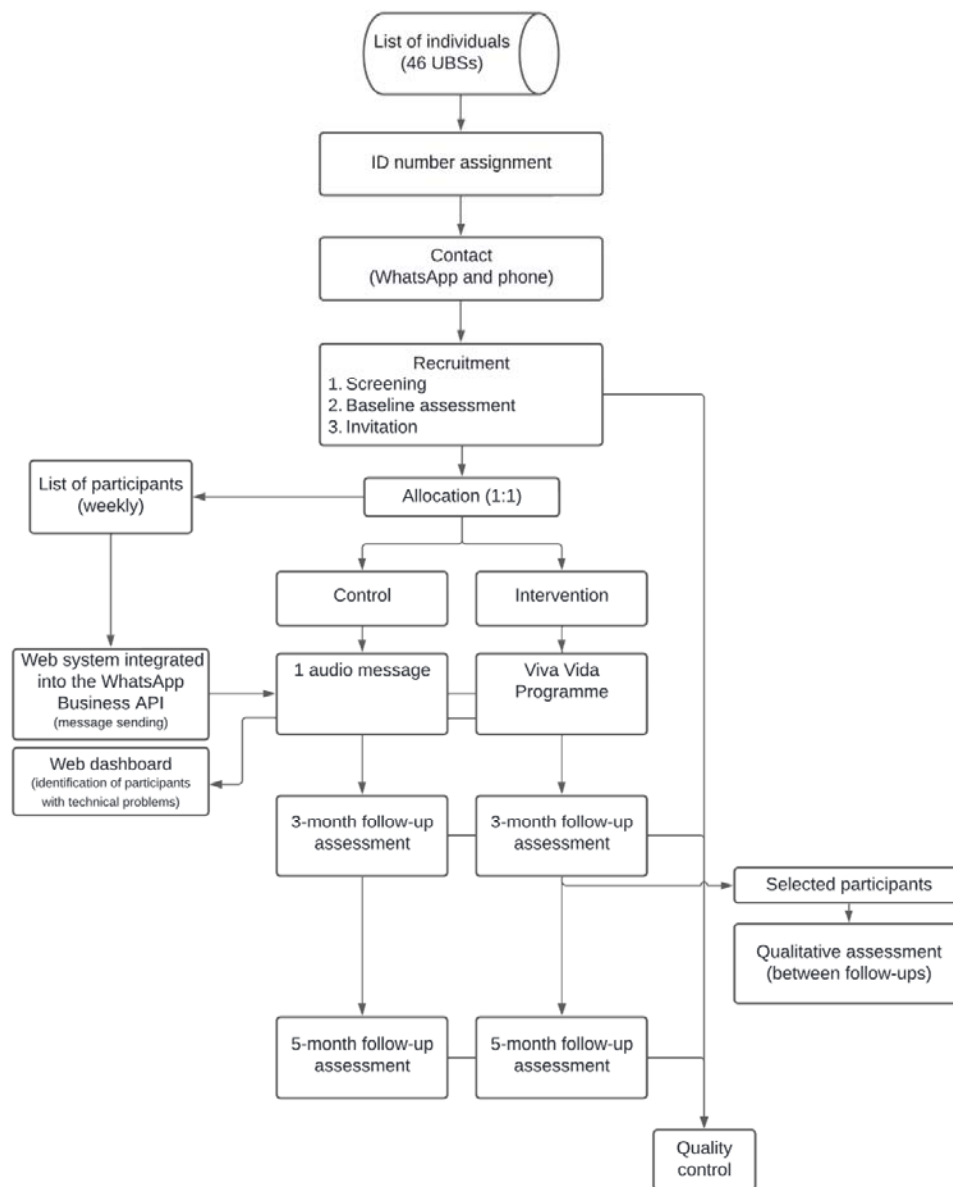 List of individuals
(46 UBSs)
ID number assignment
Contact
(WhatsApp and phone)
Recruitment
1. Screening
2. Baseline assessment
3. Invitation
List of participants
(weekly)
Allocation (1:1)
Control
Intervention
Web system integrated
into the WhatsApp
Business API
(message sending)
1 audio message
Viva Vida
Programme
Web dashboard
(identification of participants
with technical problems)
3-month follow-up
assessment
3-month follow-up
assessment
Selected participants
Qualitative assessment
(between follow-ups)
5-month follow-up
assessment
5-month follow-up
assessment
Quality
control